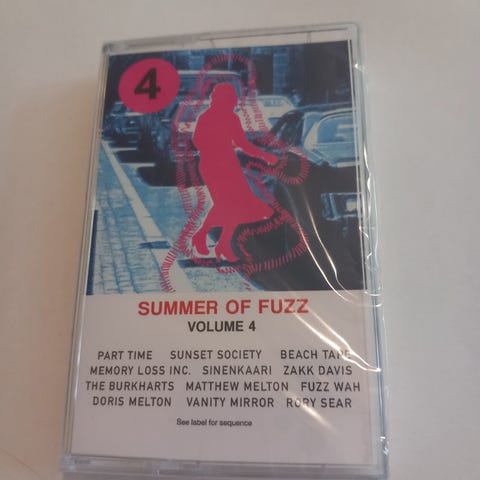 4
SUMMER OF FUZZ
VOLUME 4
PART TIME SUNSET SOCIETY BEACH TAPE
MEMORY LOSS INC. SINENKAARI ZAKK DAVIS
THE BURKHARTS MATTHEW MELTON FUZZ WAH
DORIS MELTON VANITY MIRROR RORY SEAR
See label for sequence